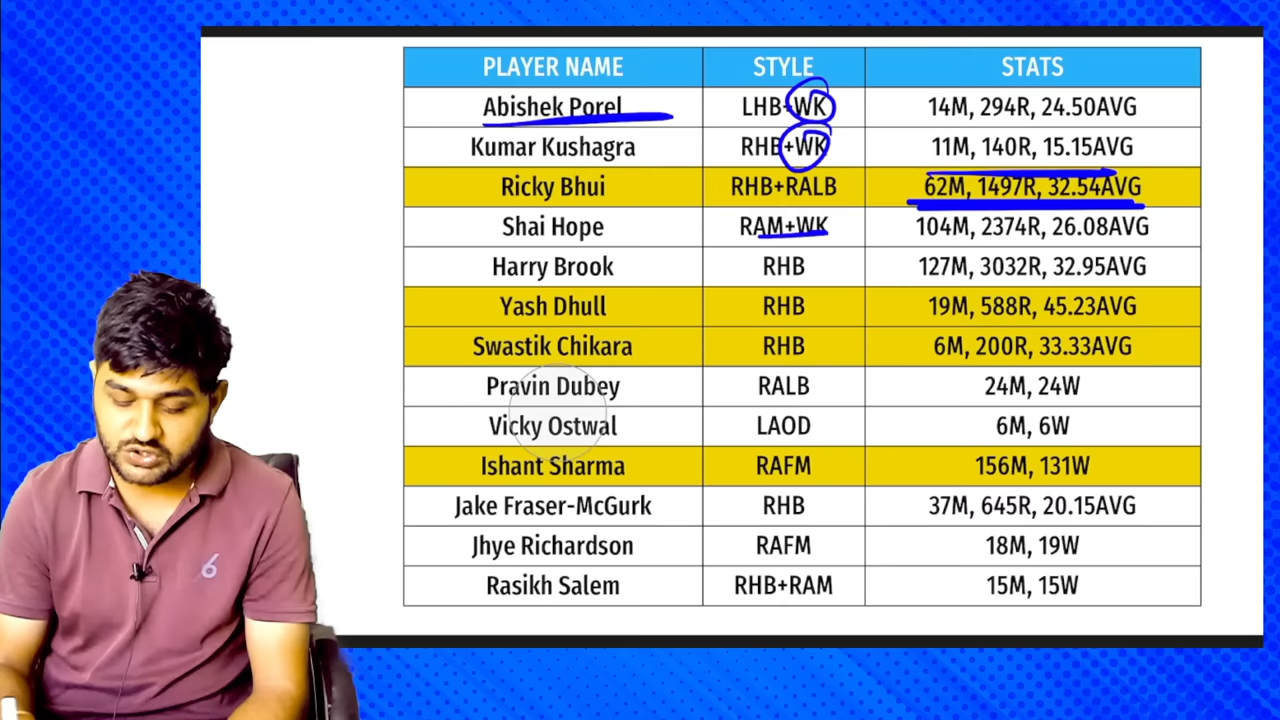 PLAYER NAME STYLE STATS
Abishek Porel LHB+WK 14M, 294R, 24.50AVG
Kumar Kushagra RHB+WK 11M, 140R, 15.15AVG
Ricky Bhui RHB+RALB 62M, 1497R, 32.54AVG
Shai Hope RAM+WK 104M, 2374R, 26.08AVG
Harry Brook RHB 127M, 3032R, 32.95AVG
Yash Dhull RHB 19M, 588R, 45.23AVG
Swastik Chikara RHB 6M, 200R, 33.33AVG
Pravin Dubey RALB 24M, 24W
Vicky Ostwal LAOD 6M, 6W
Ishant Sharma RAFM 156M, 131W
Jake Fraser-McGurk RHB 37M, 645R, 20.15AVG
Jhye Richardson RAFM 18M, 19W
Rasikh Salem RHB+RAM 15M, 15W
6